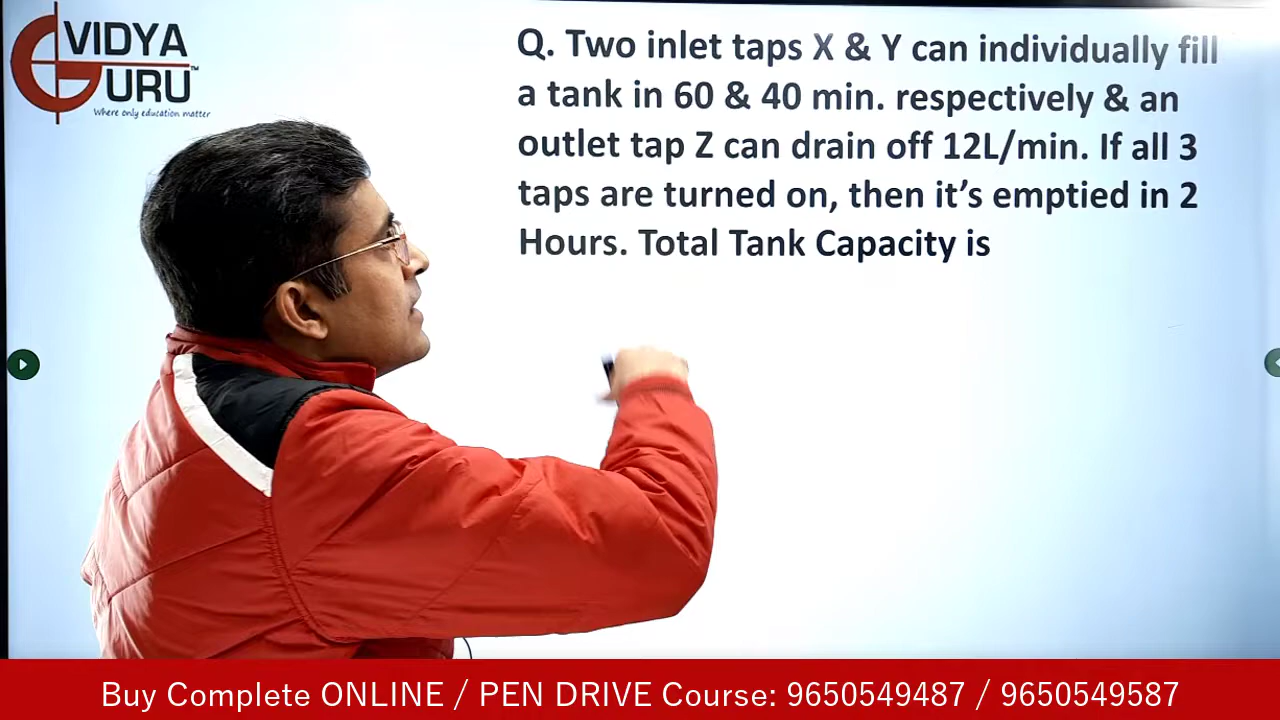 VIDYA
GURU™
Where only education matter
Q. Two inlet taps X & Y can individually fill
a tank in 60 & 40 min. respectively & an
outlet tap Z can drain off 12L/min. If all 3
taps are turned on, then it’s emptied in 2
Hours. Total Tank Capacity is
Buy Complete ONLINE / PEN DRIVE Course: 9650549487 / 9650549587